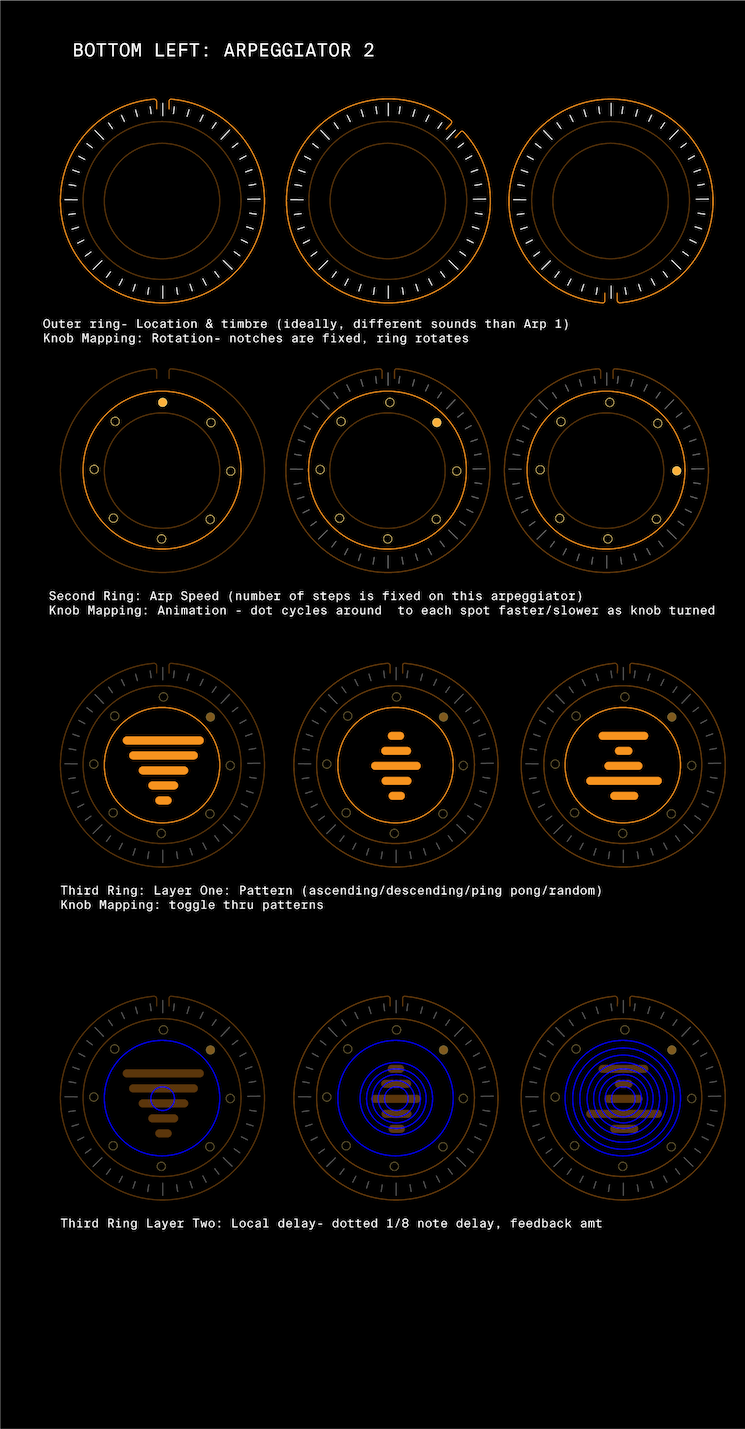 BOTTOM LEFT: ARPEGGIATOR 2
Outer ring- Location & timbre (ideally, different sounds than Arp 1)
Knob Mapping: Rotation- notches are fixed, ring rotates
Second Ring: Arp Speed (number of steps is fixed on this arpeggiator)
Knob Mapping: Animation - dot cycles around  to each spot faster/slower as knob turned
Third Ring: Layer One: Pattern (ascending/descending/ping pong/random)
Knob Mapping: toggle thru patterns
Third Ring Layer Two: Local delay- dotted 1/8 note delay, feedback amt